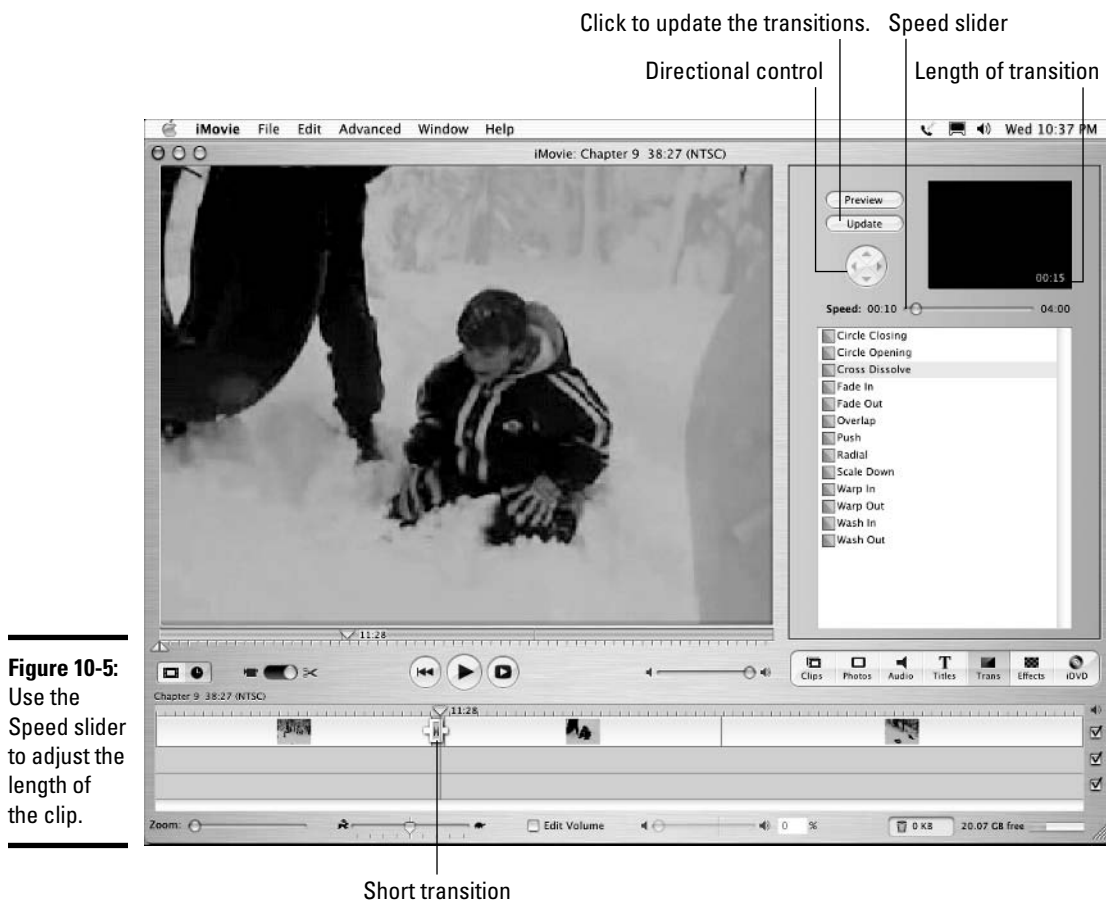 Click to update the transitions. Speed slider
Directional control Length of transition
iMovie File Edit Advanced Window Help Wed 10:37 PM
iMovie: Chapter 9 38:27 (NTSC)
Preview
Update
00:15
Speed: 00:10 04:00
Circle Closing
Circle Opening
Cross Dissolve
Fade In
Fade Out
Overlap
Push
Radial
Scale Down
Warp In
Warp Out
Wash In
Wash Out
11:28
Clips Photos Audio Titles Trans Effects iDVD
Chapter 9 38:27 (NTSC)
11:28
Zoom: Edit Volume 0 % 0 KB 20.07 GB free
Short transition
Figure 10-5:
Use the
Speed slider
to adjust the
length of
the clip.